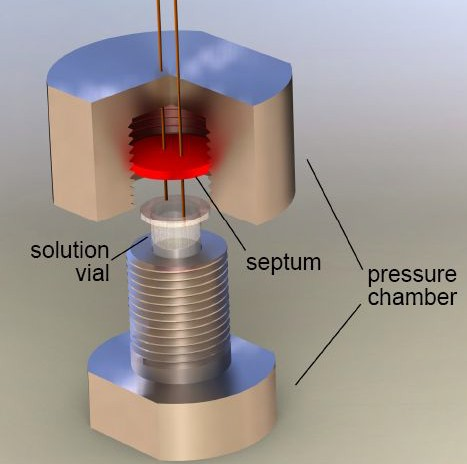 solution
vial
septum
pressure
chamber